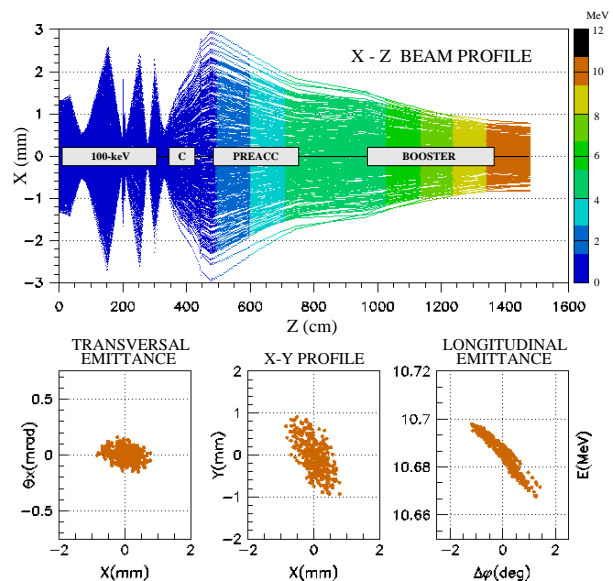 MeV
X - Z BEAM PROFILE
3
2
1
0
-1
-2
-3
X (mm)
100-keV
C
PREACC
BOOSTER
12
10
8
6
4
2
0
0 200 400 600 800 1000 1200 1400 1600
Z (cm)
TRANSVERSAL
EMITTANCE
0.5
0
-0.5
Θx(mrad)
-2 0 2
X(mm)
X-Y PROFILE
2
1
0
-1
-2
Y(mm)
-2 0 2
X(mm)
LONGITUDINAL
EMITTANCE
10.72
10.7
10.68
10.66
E(MeV)
-2 0 2
Δφ(deg)